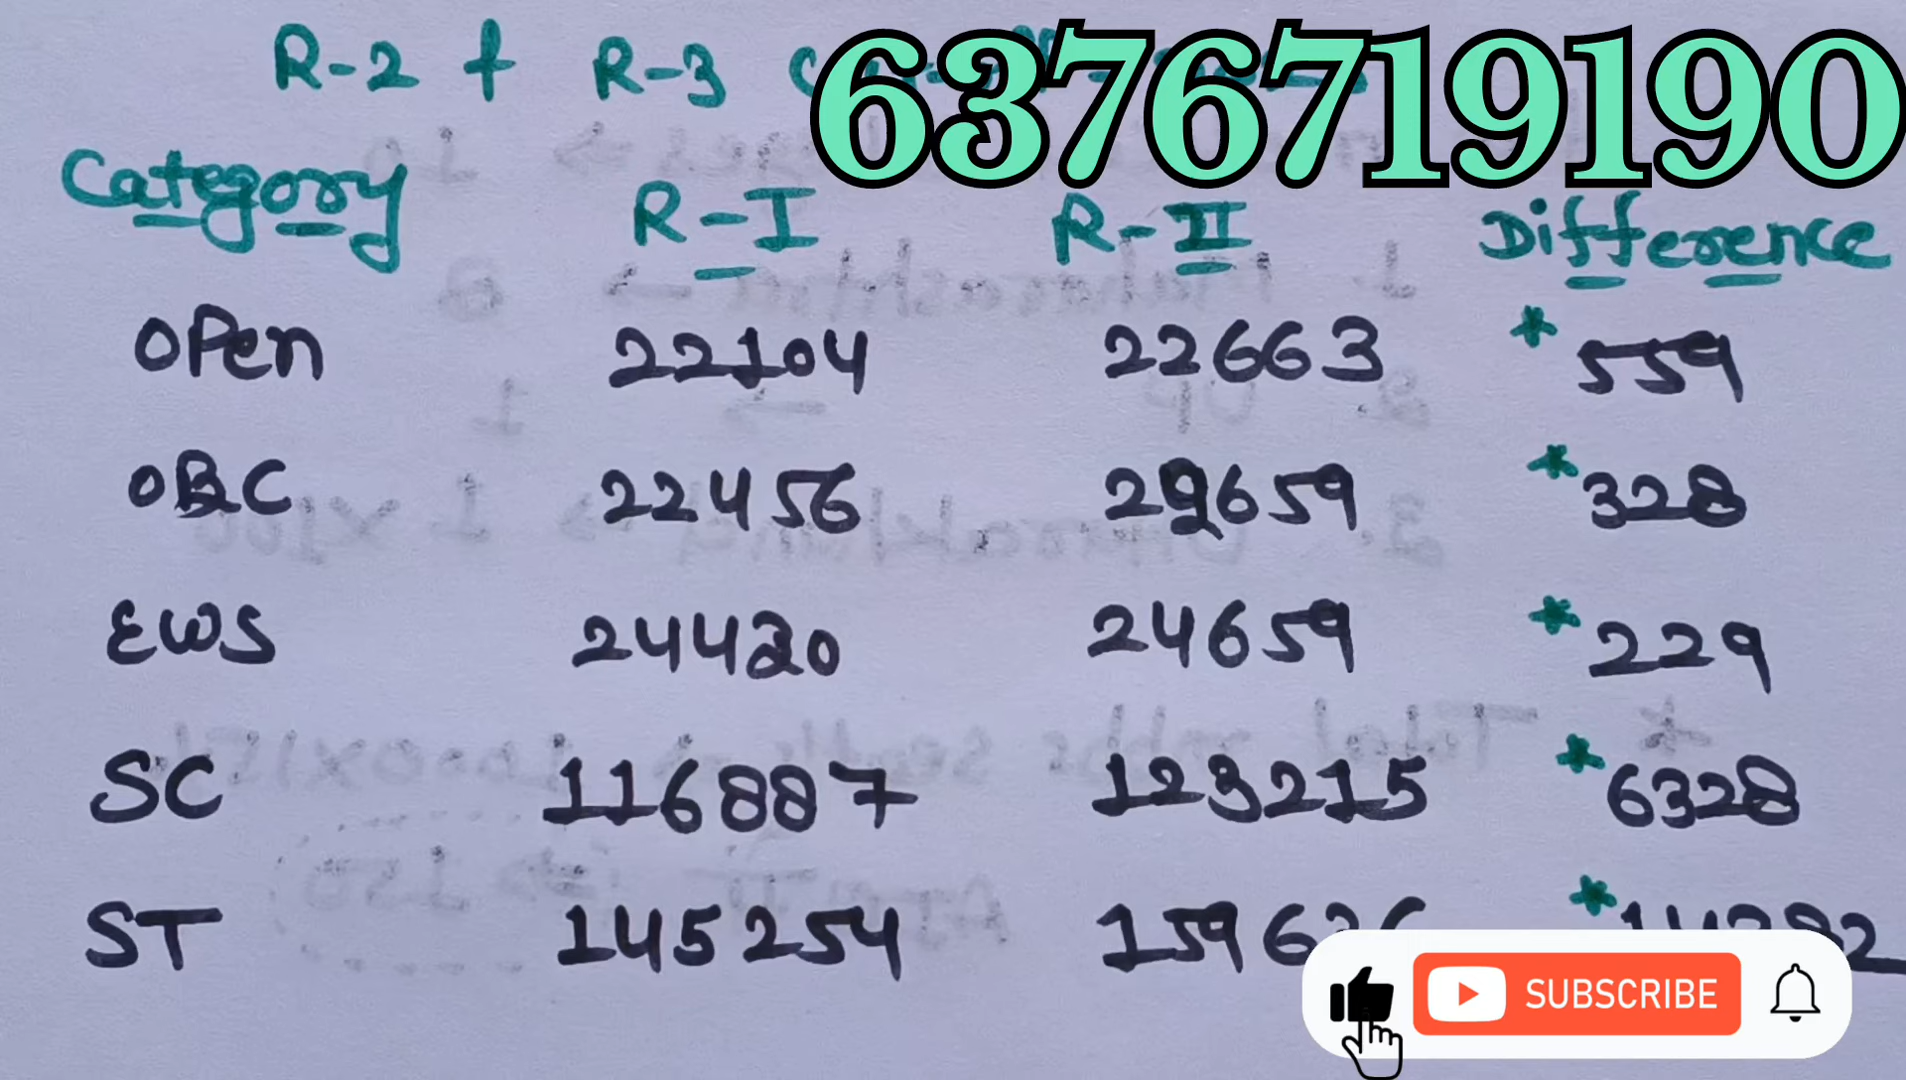 R-2 + R-3
6376719190
Category R-I R-II Difference
OPen 22104 22663 * 559
OBC 22456 22659 * 328
EWS 24430 24659 * 229
SC 116887 123215 * 6328
ST 145254 *
SUBSCRIBE